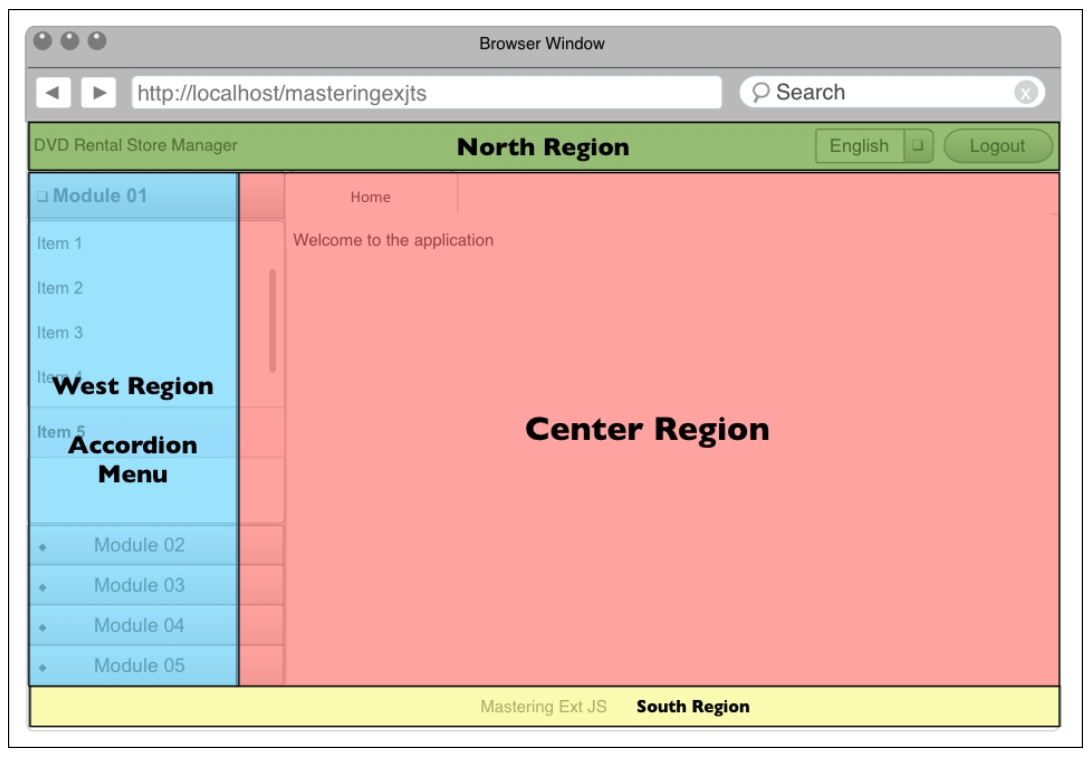 Browser Window
http://localhost/masteringexjts
Search
X
DVD Rental Store Manager
North Region
English
Logout
Module 01
Home
Item 1
Welcome to the application
Item 2
Item 3
Item 4
West Region
Item 5
Accordion
Menu
Center Region
Module 02
Module 03
Module 04
Module 05
Mastering Ext JS
South Region